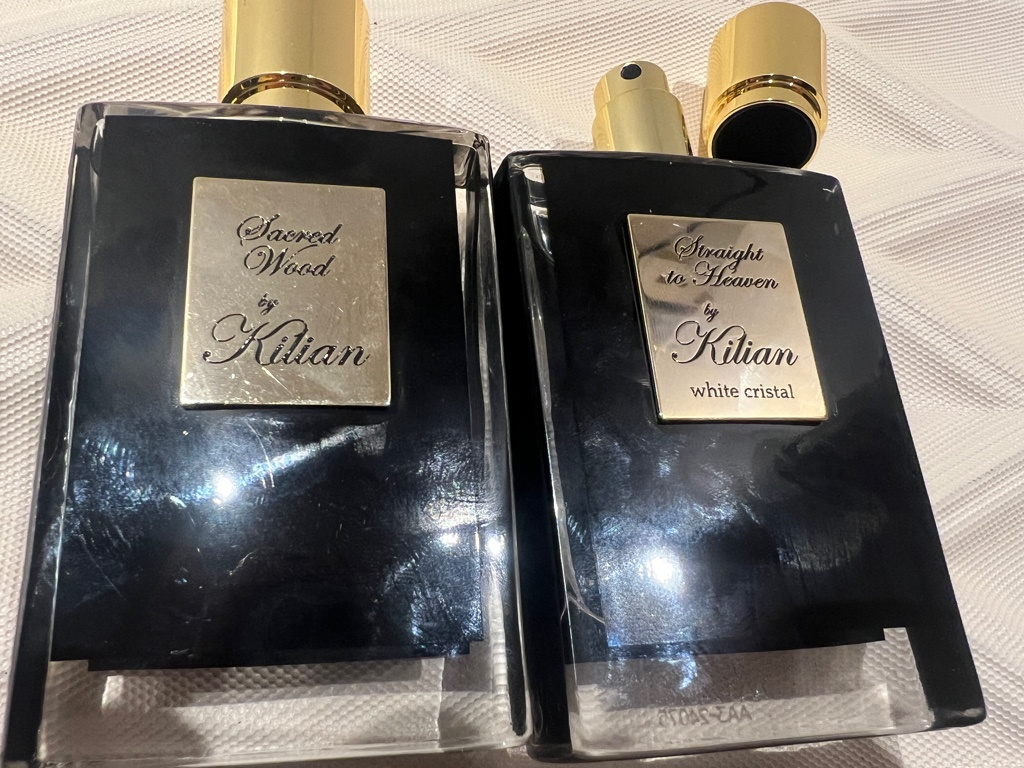 Sacred
Wood
by
Kilian
Straight
to Heaven
by
Kilian
white cristal